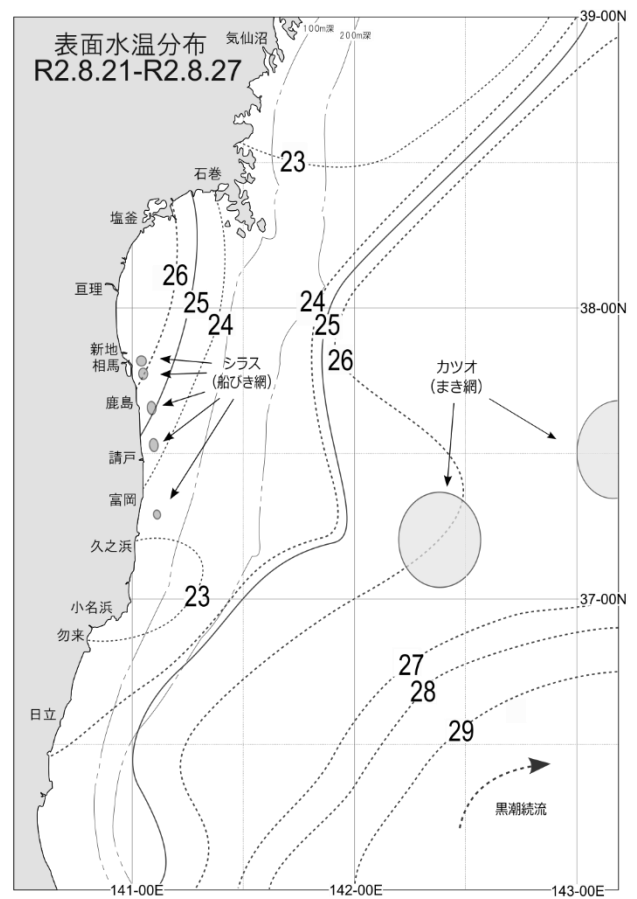 表面水温分布
R2.8.21-R2.8.27
気仙沼
100m深
200m深
39-00N
23
石巻
塩釜
26
亘理
25
24
24
38-00N
25
新地
相馬
シラス
(船びき網)
26
カツオ
(まき網)
鹿島
請戸
富岡
久之浜
23
37-00N
小名浜
勿来
27
28
日立
29
黒潮続流
141-00E
142-00E
143-00E